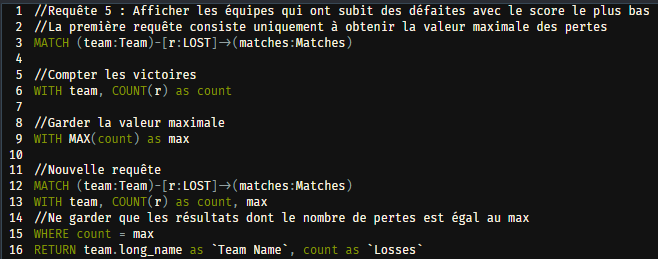 1 //Requête 5 : Afficher les équipes qui ont subit des défaites avec le score le plus bas
2 //La première requête consiste uniquement à obtenir la valeur maximale des pertes
3 MATCH (team:Team)-[r:LOST]->(matches:Matches)
4
5 //Compter les victoires
6 WITH team, COUNT(r) as count
7
8 //Garder la valeur maximale
9 WITH MAX(count) as max
10
11 //Nouvelle requête
12 MATCH (team:Team)-[r:LOST]->(matches:Matches)
13 WITH team, COUNT(r) as count, max
14 //Ne garder que les résultats dont le nombre de pertes est égal au max
15 WHERE count = max
16 RETURN team.long_name as `Team Name`, count as `Losses`